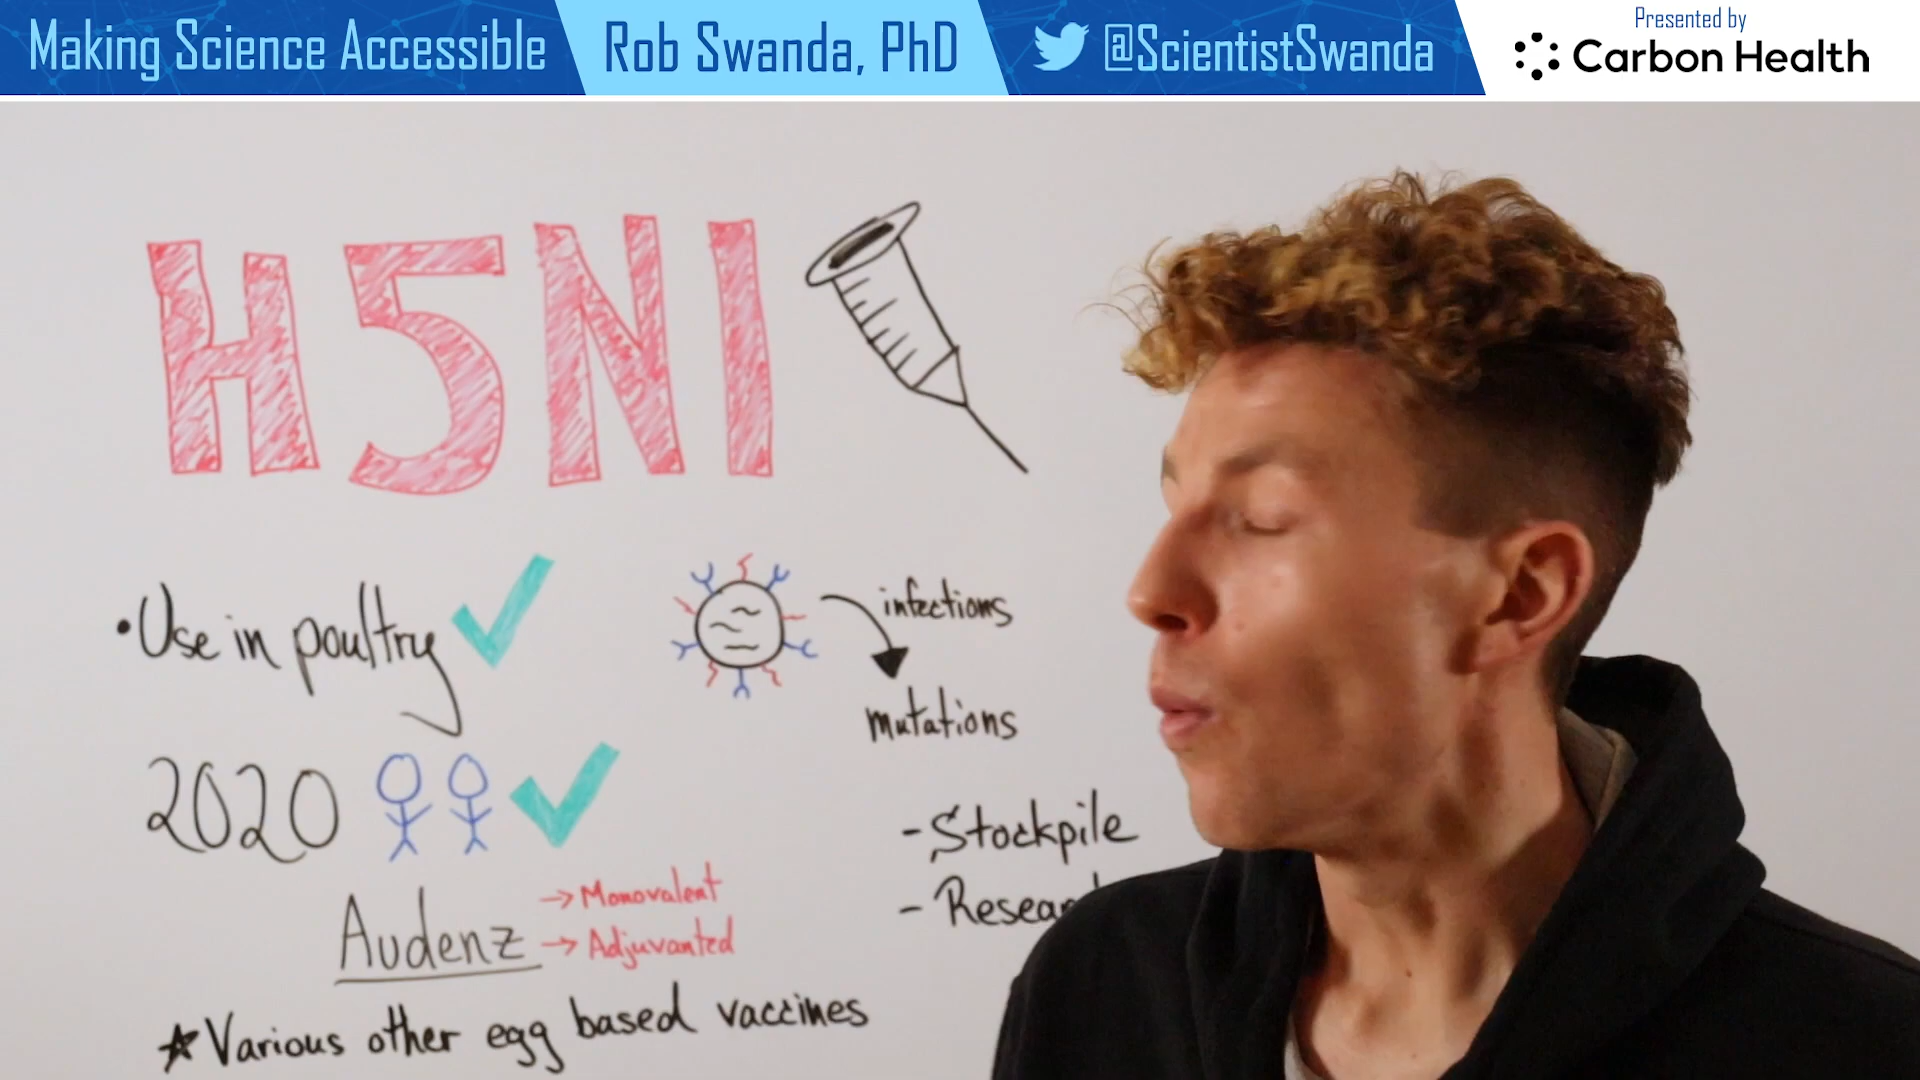 Making Science Accessible
Rob Swanda, PhD
@ScientistSwanda
Presented by
Carbon Health
H5N1
• Use in poultry
infections
mutations
2020
- Stockpile
-
Audenz
→ Monovalent
→ Adjuvanted
★ Various other egg based vaccines